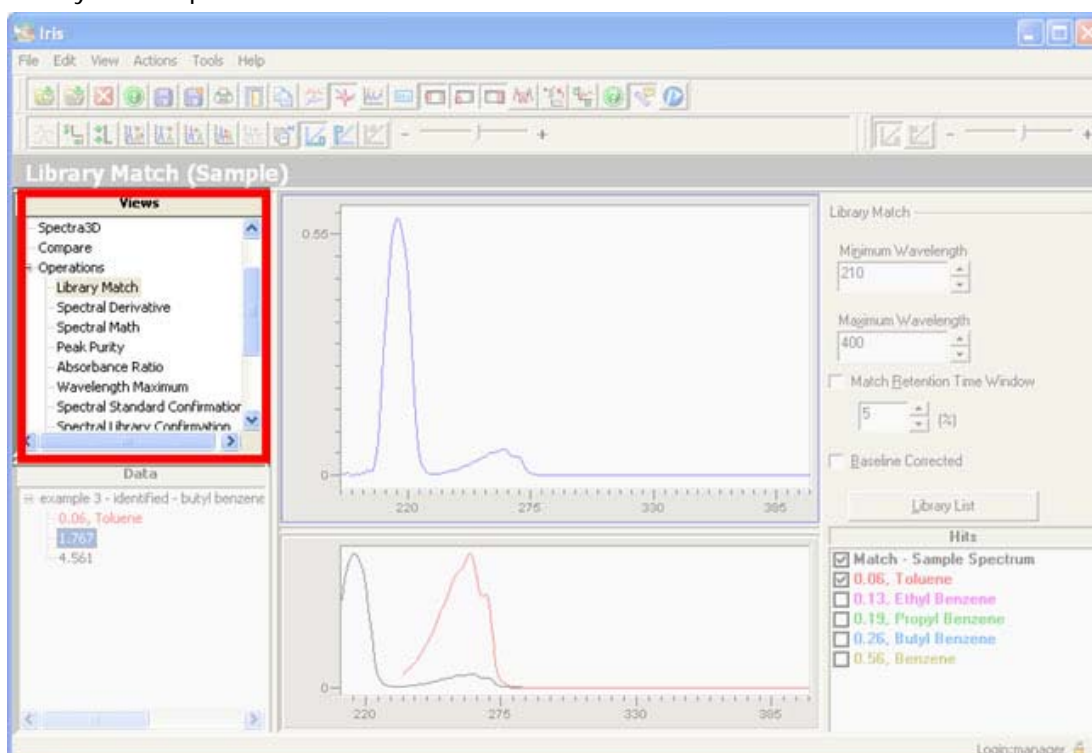 Iris
File Edit View Actions Tools Help
- +
- +
Library Match (Sample)
Views
Spectra3D
Compare
Operations
Library Match
Spectral Derivative
Spectral Math
Peak Purity
Absorbance Ratio
Wavelength Maximum
Spectral Standard Confirmation
Spectral Library Confirmation
Data
example 3 - identified - butyl benzene
0.06, Toluene
1.767
4.561
0.55
0
220 275 330 395
0
220 275 330 395
Library Match
Minimum Wavelength
210
Maximum Wavelength
400
Match Retention Time Window
5 (%)
Baseline Corrected
Library List
Hits
Match - Sample Spectrum
0.06, Toluene
0.13, Ethyl Benzene
0.19, Propyl Benzene
0.26, Butyl Benzene
0.56, Benzene
Login:manager